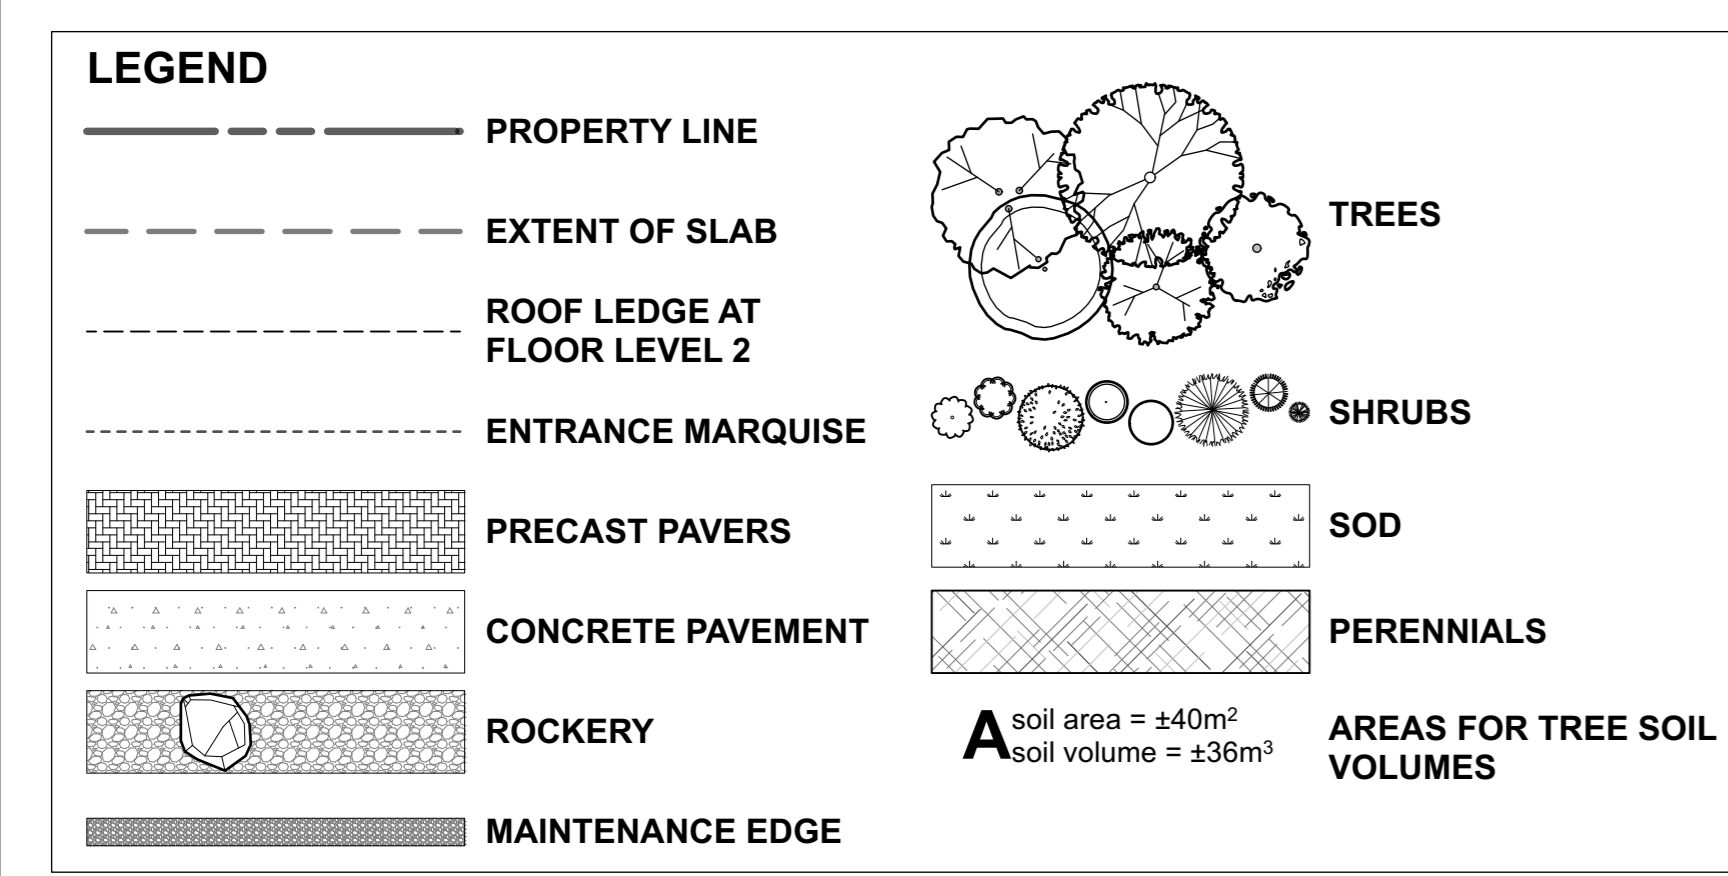 LEGEND
PROPERTY LINE
EXTENT OF SLAB
ROOF LEDGE AT
FLOOR LEVEL 2
ENTRANCE MARQUISE
PRECAST PAVERS
CONCRETE PAVEMENT
ROCKERY
MAINTENANCE EDGE
TREES
SHRUBS
SOD
PERENNIALS
A soil area = ±40m²
soil volume = ±36m³
AREAS FOR TREE SOIL
VOLUMES